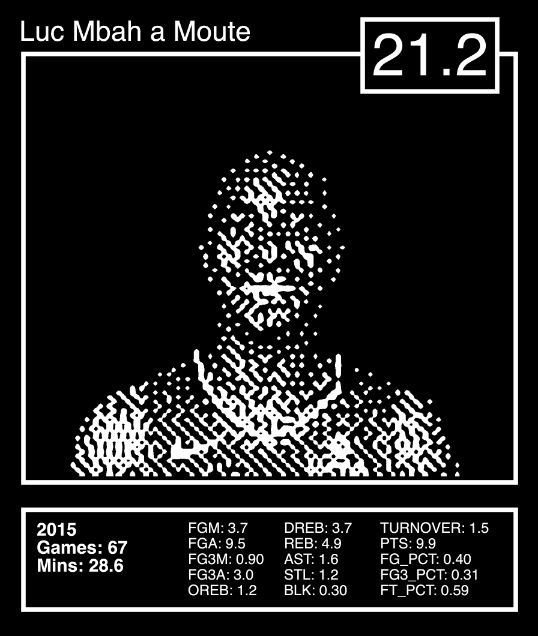 Luc Mbah a Moute
21.2
2015
Games: 67
Mins: 28.6
FGM: 3.7
FGA: 9.5
FG3M: 0.90
FG3A: 3.0
OREB: 1.2
DREB: 3.7
REB: 4.9
AST: 1.6
STL: 1.2
BLK: 0.30
TURNOVER: 1.5
PTS: 9.9
FG_PCT: 0.40
FG3_PCT: 0.31
FT_PCT: 0.59